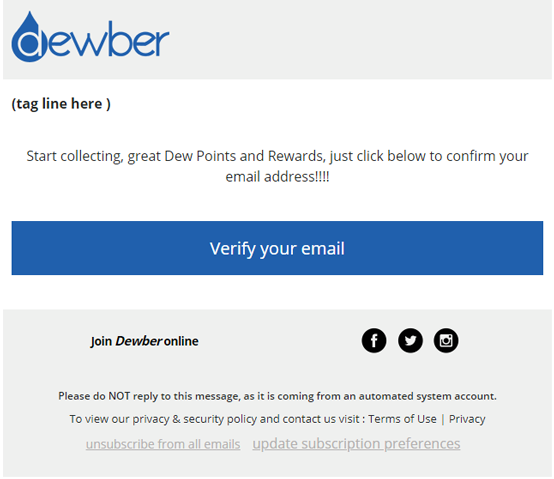 dewber
(tag line here )
Start collecting, great Dew Points and Rewards, just click below to confirm your
email address!!!!
Verify your email
Join Dewber online
Please do NOT reply to this message, as it is coming from an automated system account.
To view our privacy & security policy and contact us visit : Terms of Use | Privacy
unsubscribe from all emails update subscription preferences